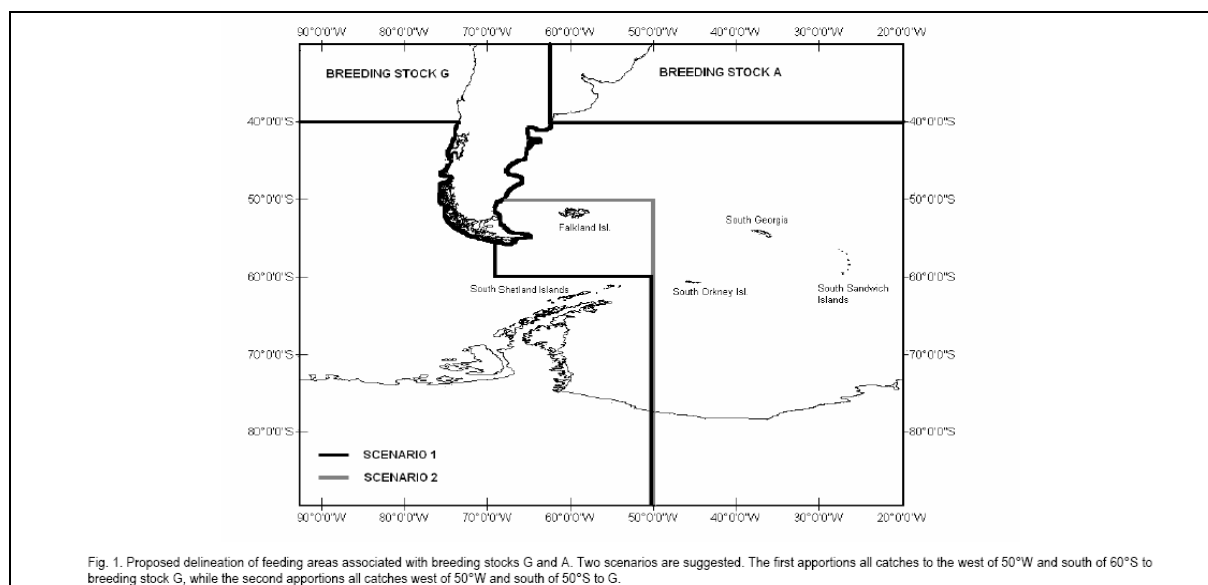 90°0'0"W 80°0'0"W 70°0'0"W 60°0'0"W 50°0'0"W 40°0'0"W 30°0'0"W 20°0'0"W
BREEDING STOCK G BREEDING STOCK A
40°0'0"S 40°0'0"S
50°0'0"S 50°0'0"S
South Georgia
Falkland Isl.
60°0'0"S 60°0'0"S
South Shetland Islands South Orkney Isl. South Sandwich
Islands
70°0'0"S 70°0'0"S
80°0'0"S 80°0'0"S
SCENARIO 1
SCENARIO 2
90°0'0"W 80°0'0"W 70°0'0"W 60°0'0"W 50°0'0"W 40°0'0"W 30°0'0"W 20°0'0"W
Fig. 1. Proposed delineation of feeding areas associated with breeding stocks G and A. Two scenarios are suggested. The first apportions all catches to the west of 50°W and south of 60°S to
breeding stock G, while the second apportions all catches west of 50°W and south of 50°S to G.